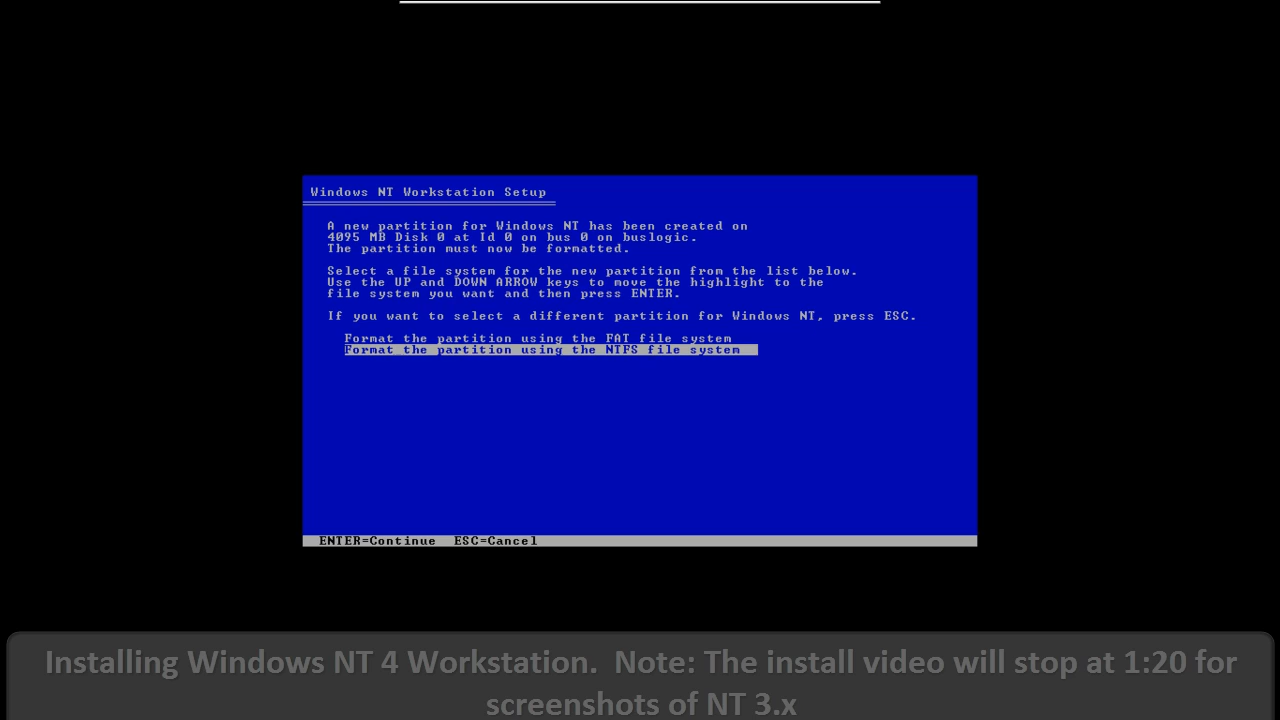 Windows NT Workstation Setup
A new partition for Windows NT has been created on
4095 MB Disk 0 at Id 0 on bus 0 on buslogic.
The partition must now be formatted.
Select a file system for the new partition from the list below.
Use the UP and DOWN ARROW keys to move the highlight to the
file system you want and then press ENTER.
If you want to select a different partition for Windows NT, press ESC.
Format the partition using the FAT file system
Format the partition using the NTFS file system
ENTER=Continue  ESC=Cancel
Installing Windows NT 4 Workstation.  Note: The install video will stop at 1:20 for
screenshots of NT 3.x